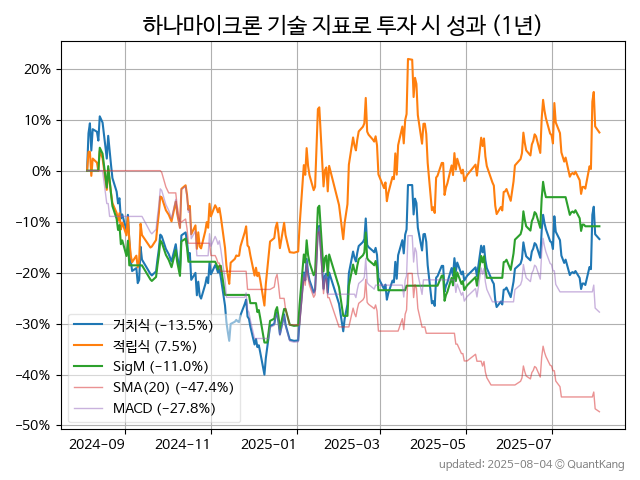 하나마이크론 기술 지표로 투자 시 성과 (1년)
20%
10%
0%
−10%
−20%
−30%
−40%
−50%
거치식 (−13.5%)
적립식 (7.5%)
SigM (−11.0%)
SMA(20) (−47.4%)
MACD (−27.8%)
2024-09 2024-11 2025-01 2025-03 2025-05 2025-07
updated: 2025-08-04 © QuantKang